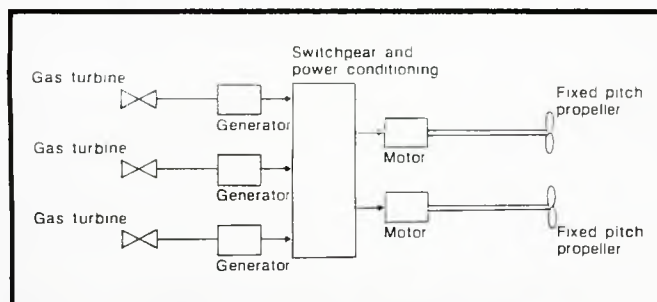 Switchgear and
power conditioning
Gas turbine
Generator
Fixed pitch
propeller
Motor
Gas turbine
Generator
Gas turbine
Generator
Motor
Fixed pitch
propeller